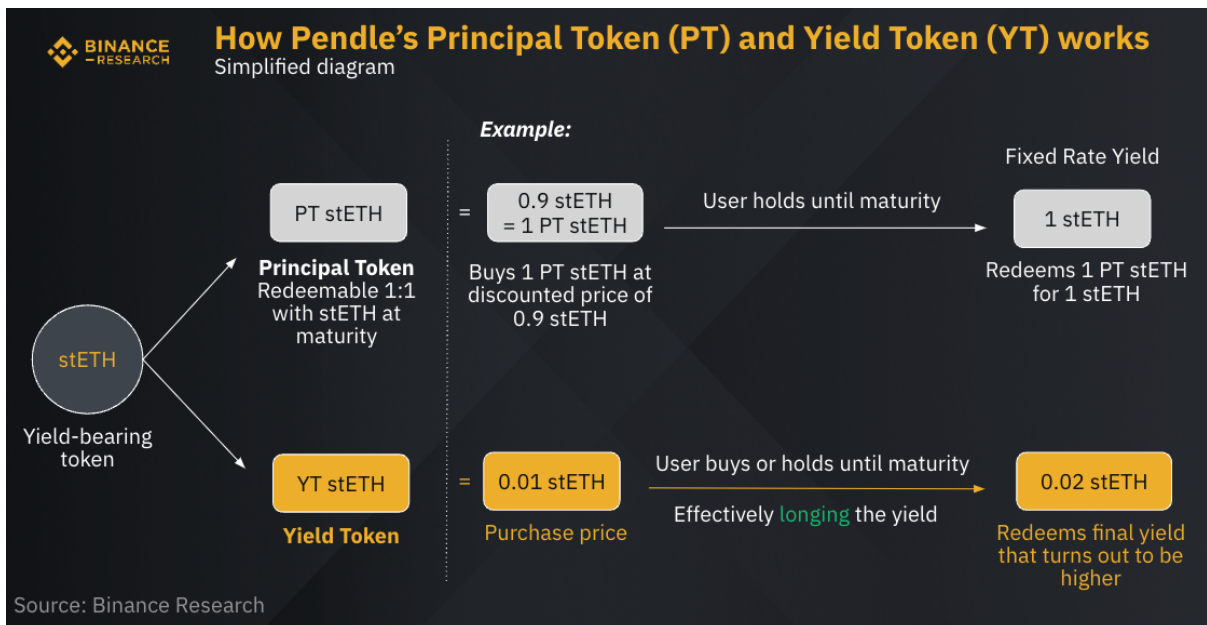 BINANCE
RESEARCH
How Pendle's Principal Token (PT) and Yield Token (YT) works
Simplified diagram
Example:
Fixed Rate Yield
PT stETH
=
0.9 stETH
= 1 PT stETH
User holds until maturity
1 stETH
Principal Token
Redeemable 1:1
with stETH at
maturity
Buys 1 PT stETH at
discounted price of
0.9 stETH
Redeems 1 PT stETH
for 1 stETH
stETH
Yield-bearing
token
YT stETH
=
0.01 stETH
User buys or holds until maturity
Effectively longing the yield
0.02 stETH
Yield Token
Purchase price
Redeems final yield
that turns out to be
higher
Source: Binance Research